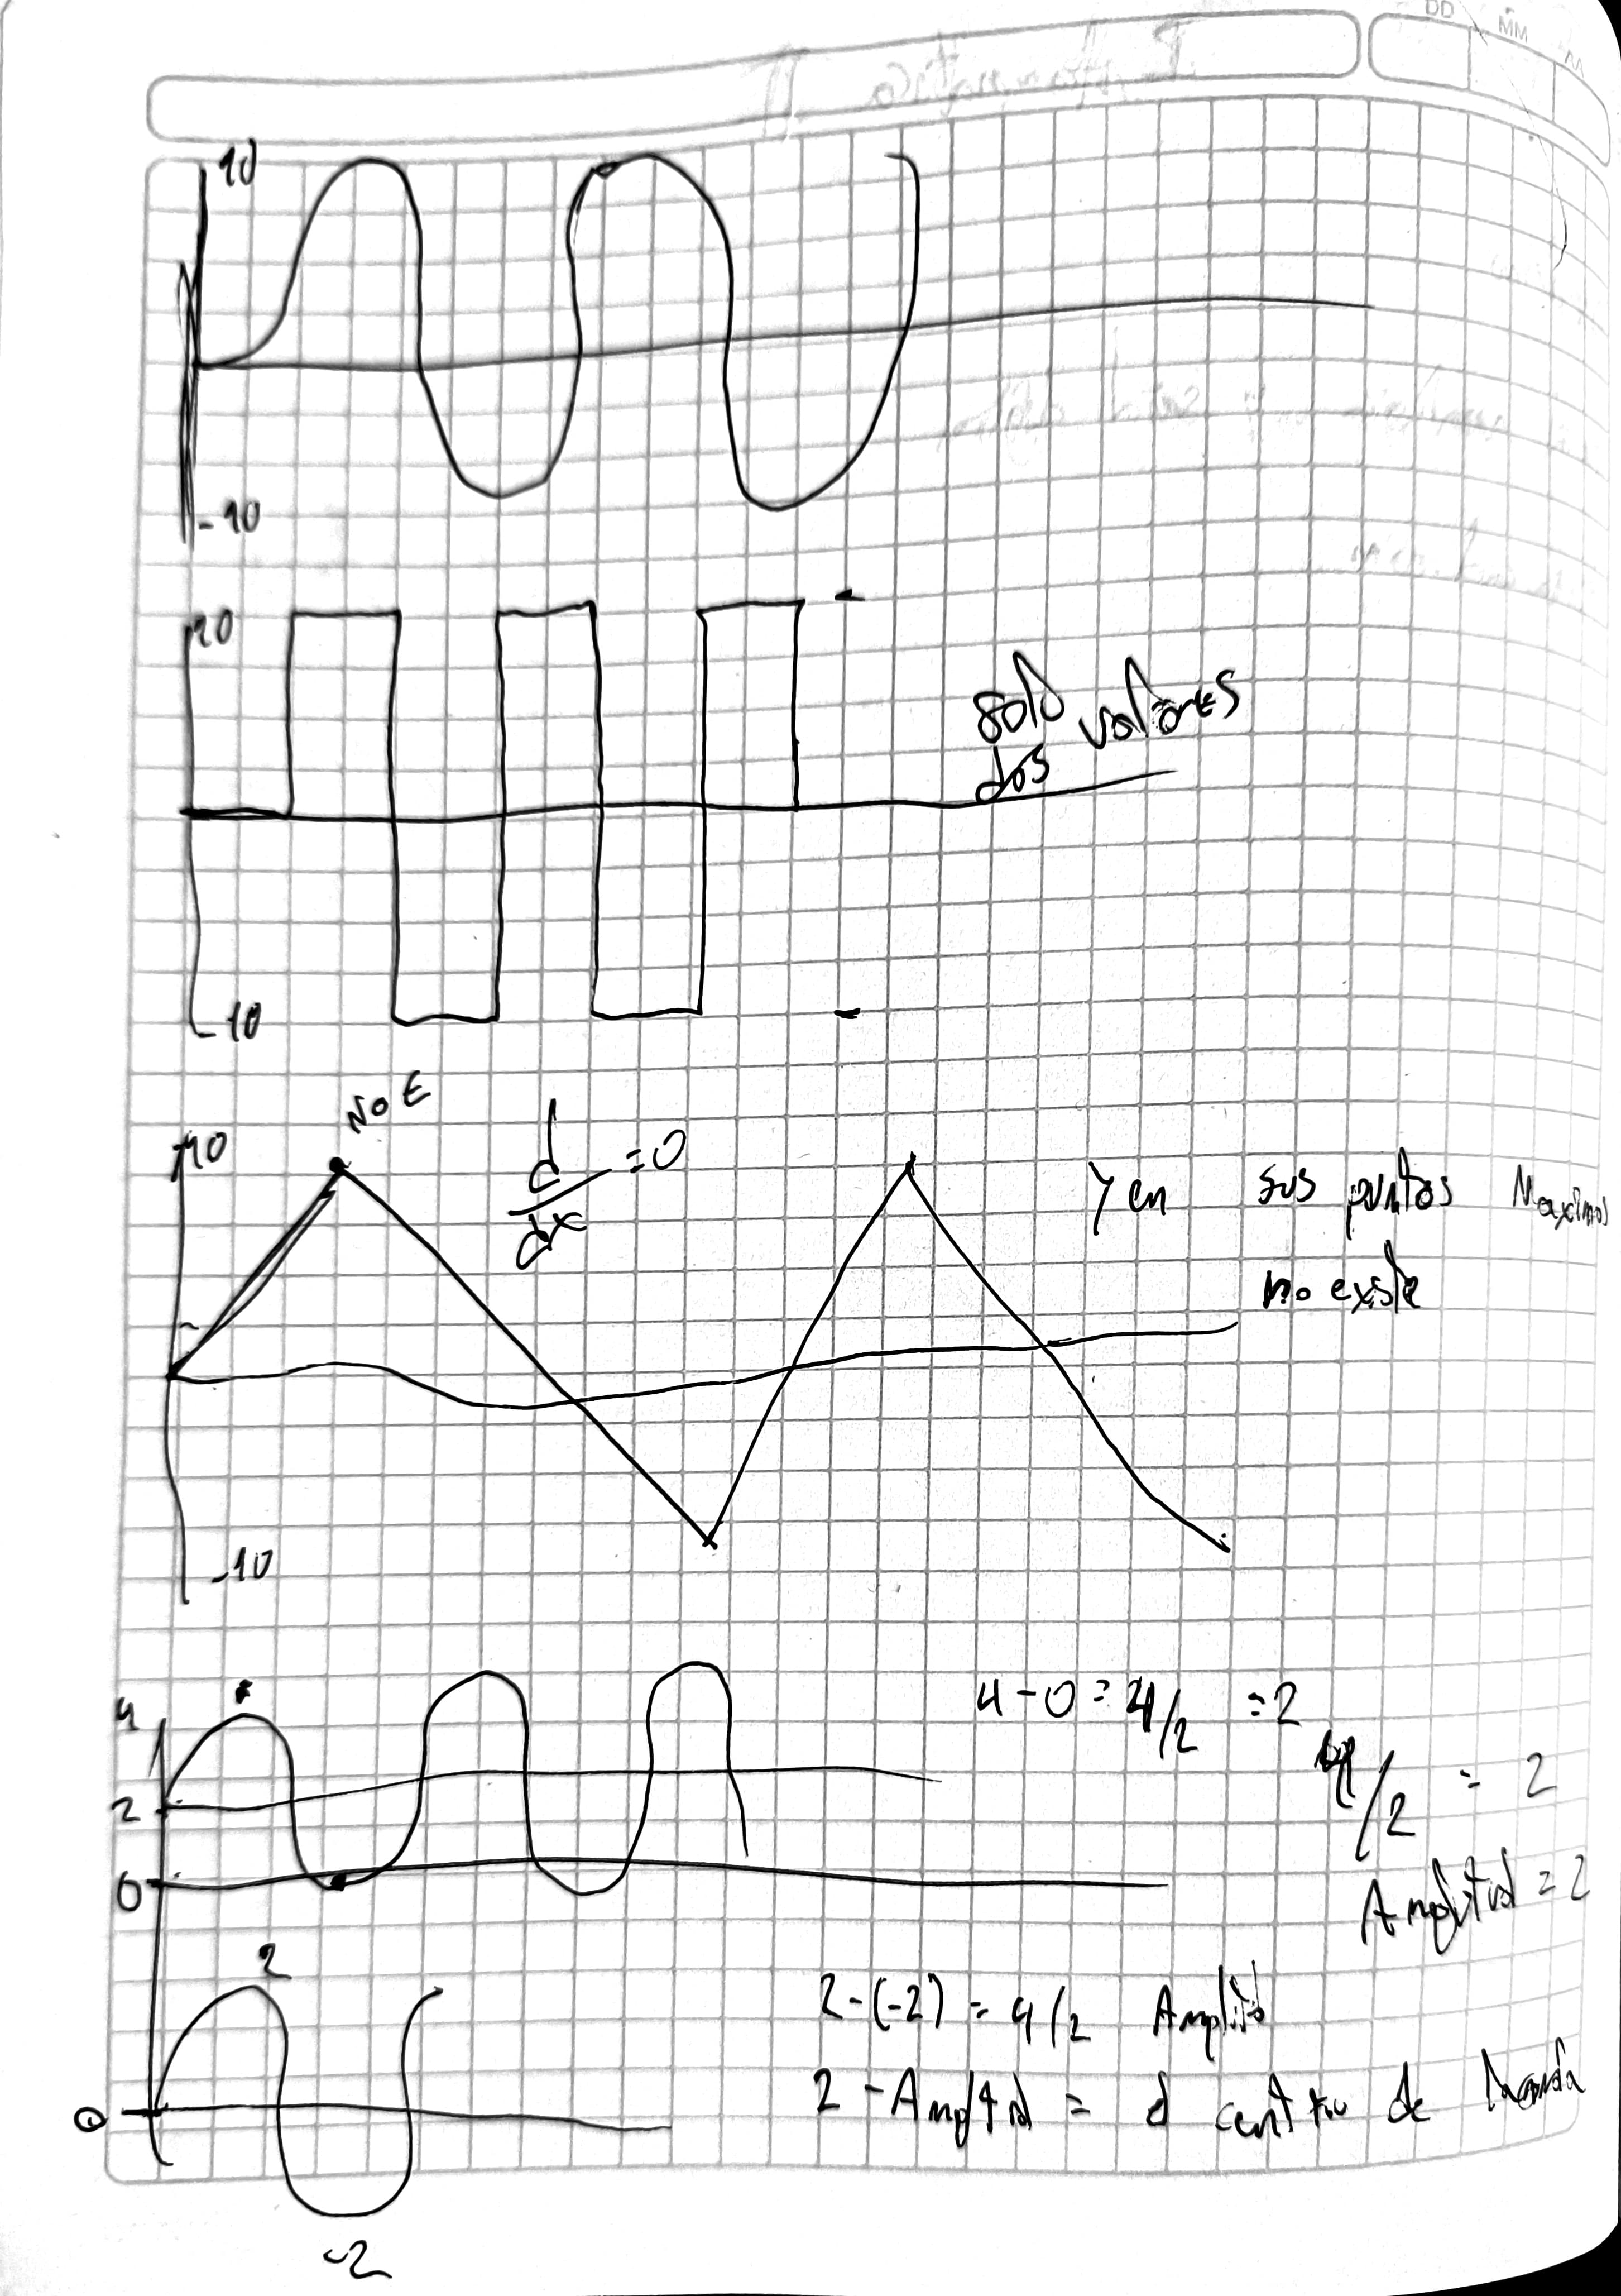 DD MM AA
10
-10
10
solo valores
dos
-10
NO E
10
d/dx =0
y en sus puntos Maximos
no existe
-10
4
4-0=4/2 =2
4/2 = 2
2
0
Amplitud = 2
2
2-(-2) = 4/2 Amplitud
2-Amplitud = el centro de la onda
0
-2